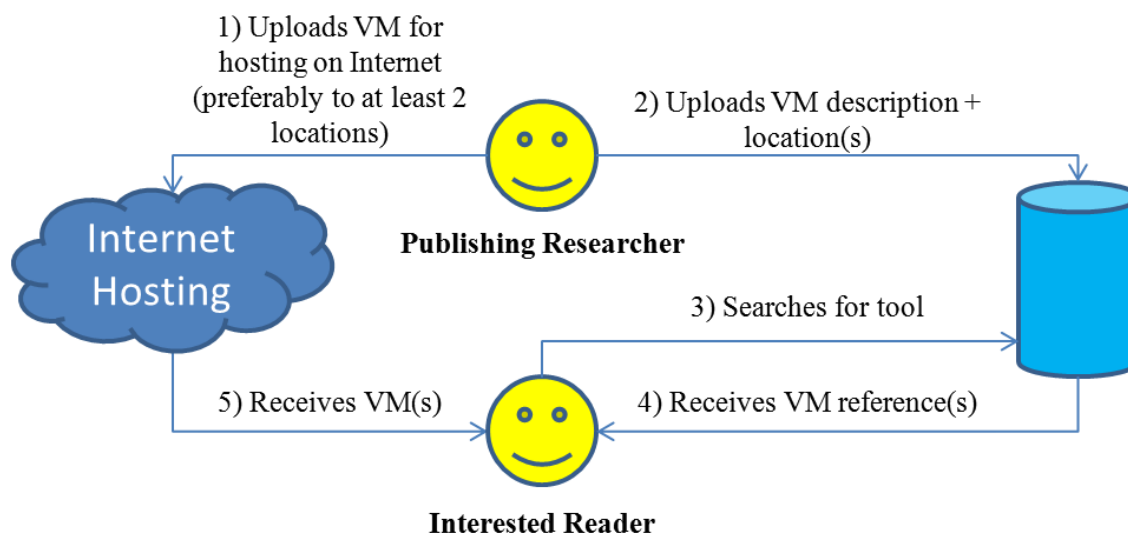 1) Uploads VM for
hosting on Internet
(preferably to at least 2
locations)
2) Uploads VM description +
location(s)
Internet
Hosting
Publishing Researcher
3) Searches for tool
5) Receives VM(s)
4) Receives VM reference(s)
Interested Reader